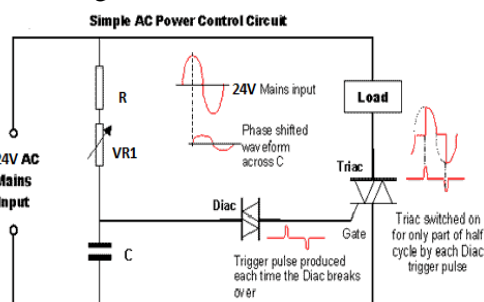 Simple AC Power Control Circuit
R
24V Mains input
Load
Phase shifted
waveform
across C
24V AC
Mains
Input
VR1
Triac
Diac
Gate
Triac switched on
for only part of half
cycle by each Diac
trigger pulse
C
Trigger pulse produced
each time the Diac breaks
over